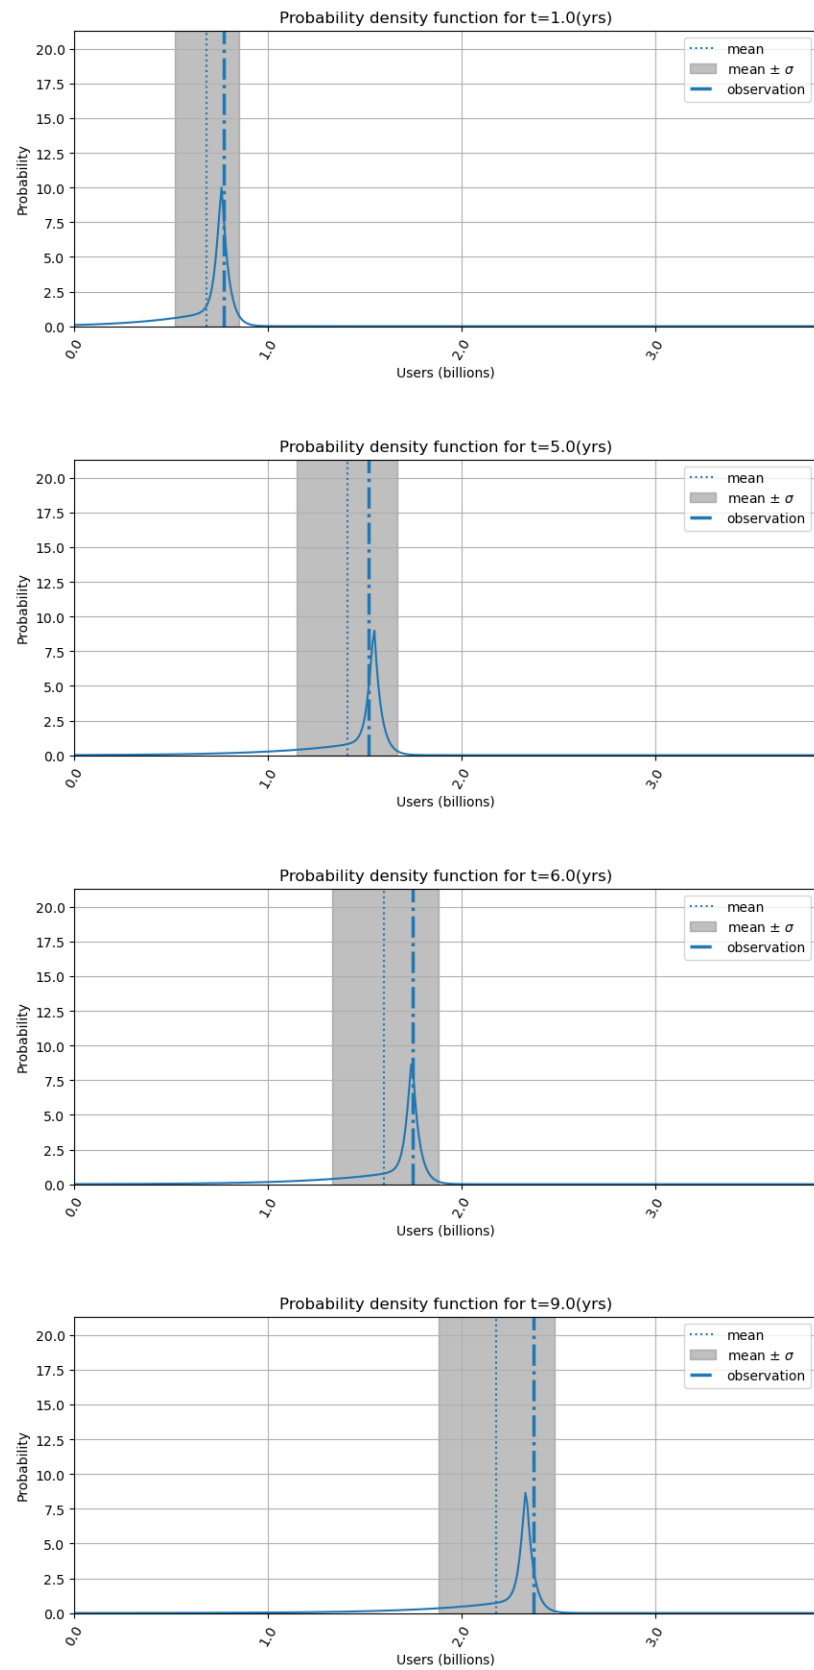 Probability density function for t=1.0(yrs)
20.0
17.5
15.0
12.5
10.0
7.5
5.0
2.5
0.0
Probability
mean
mean ± σ
observation
0.0 1.0 2.0 3.0
Users (billions)
Probability density function for t=5.0(yrs)
20.0
17.5
15.0
12.5
10.0
7.5
5.0
2.5
0.0
Probability
mean
mean ± σ
observation
0.0 1.0 2.0 3.0
Users (billions)
Probability density function for t=6.0(yrs)
20.0
17.5
15.0
12.5
10.0
7.5
5.0
2.5
0.0
Probability
mean
mean ± σ
observation
0.0 1.0 2.0 3.0
Users (billions)
Probability density function for t=9.0(yrs)
20.0
17.5
15.0
12.5
10.0
7.5
5.0
2.5
0.0
Probability
mean
mean ± σ
observation
0.0 1.0 2.0 3.0
Users (billions)